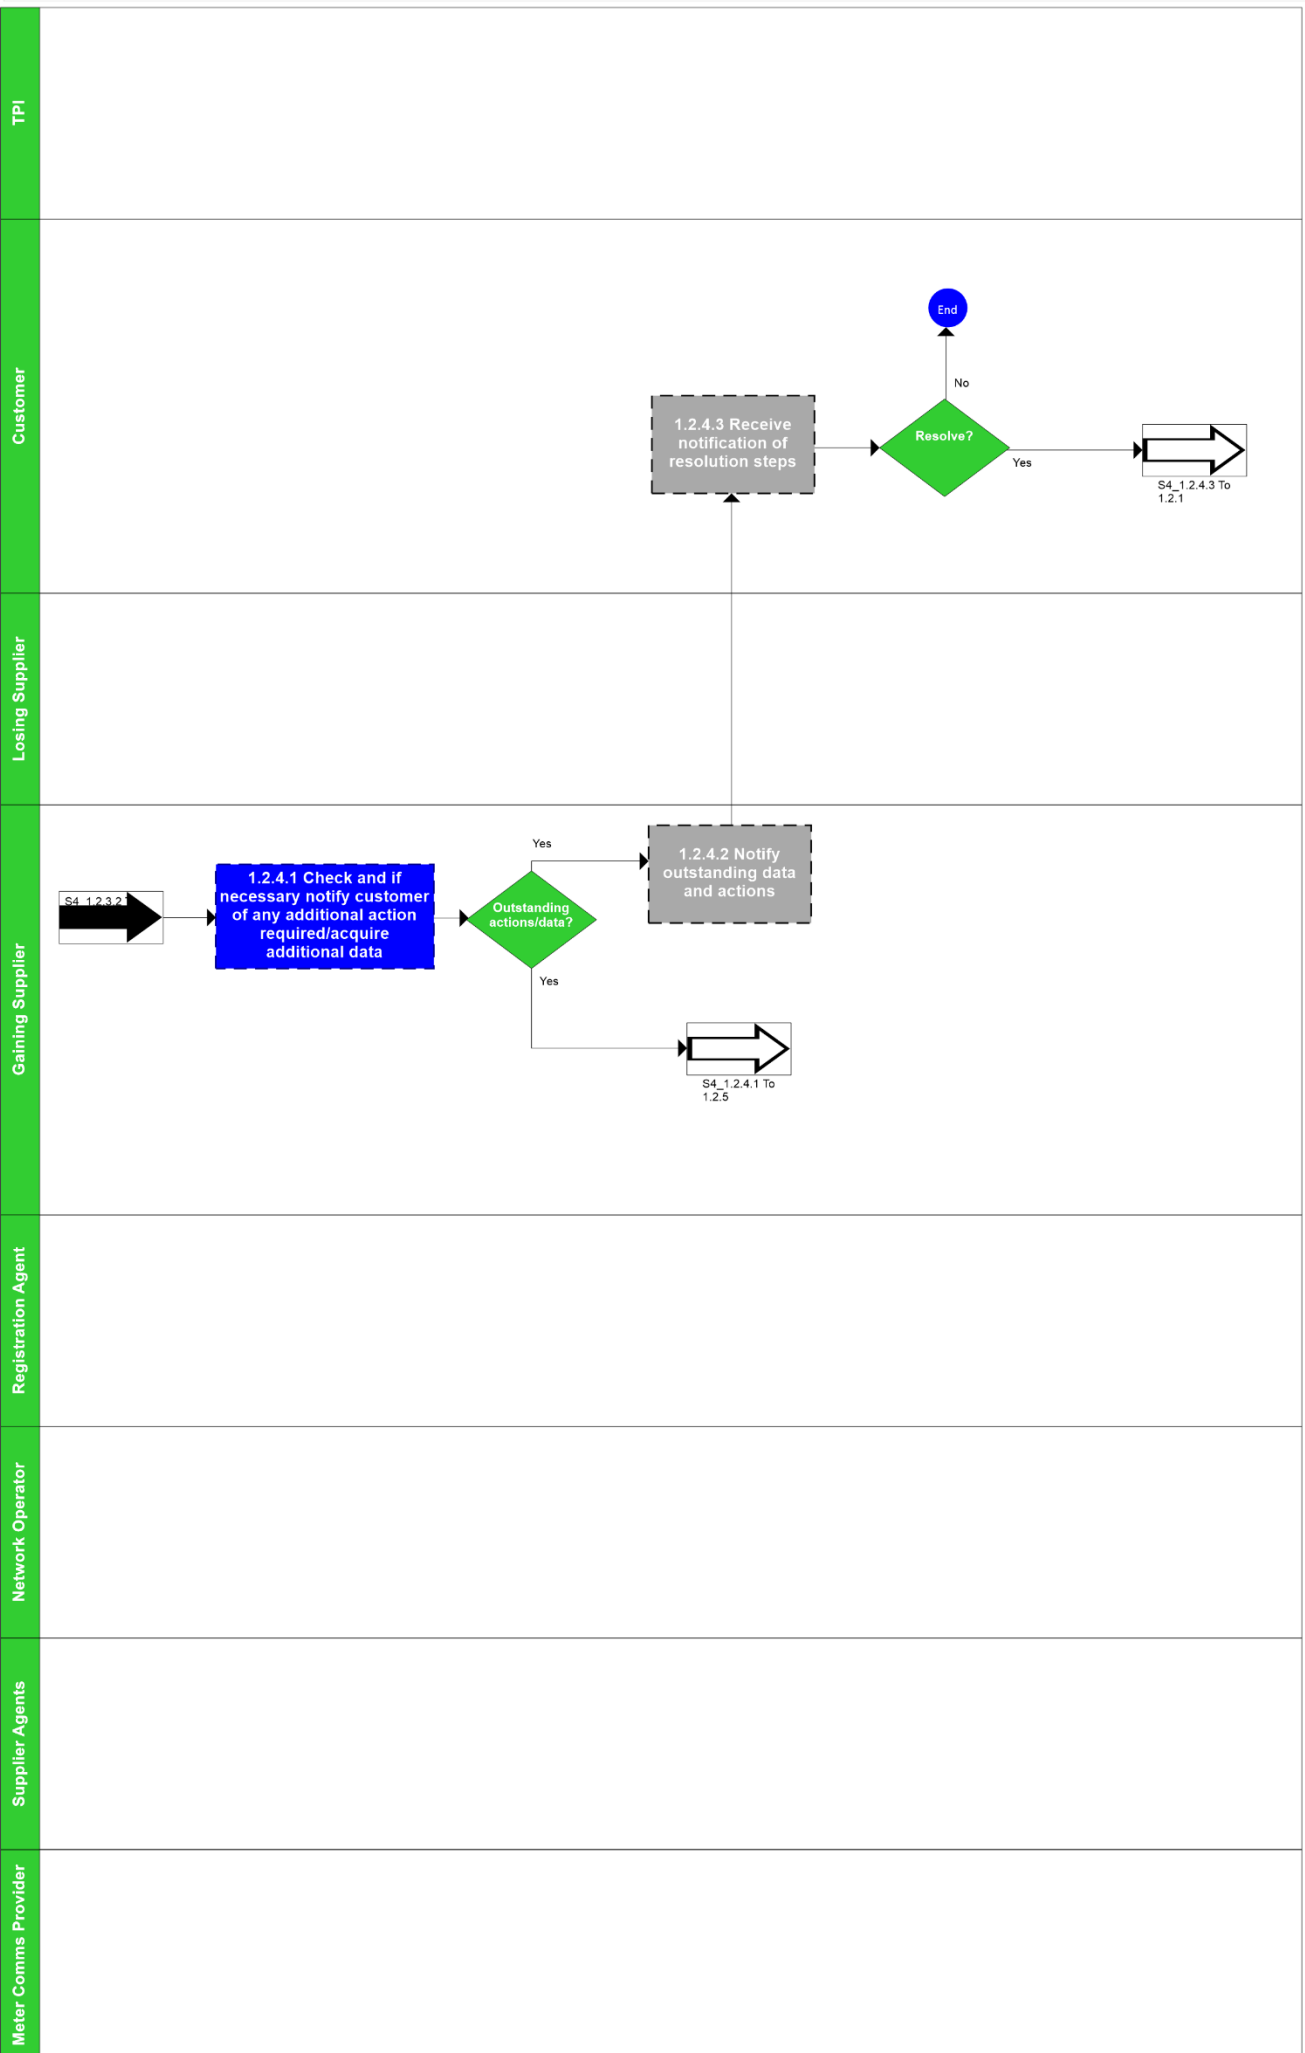 TPI
Customer
End
No
1.2.4.3 Receive
notification of
resolution steps
Resolve?
Yes
S4_1.2.4.3 To
1.2.1
Losing Supplier
Gaining Supplier
S4_1.2.3.2
1.2.4.1 Check and if
necessary notify customer
of any additional action
required/acquire
additional data
Outstanding
actions/data?
Yes
1.2.4.2 Notify
outstanding data
and actions
Yes
S4_1.2.4.1 To
1.2.5
Registration Agent
Network Operator
Supplier Agents
Meter Comms Provider